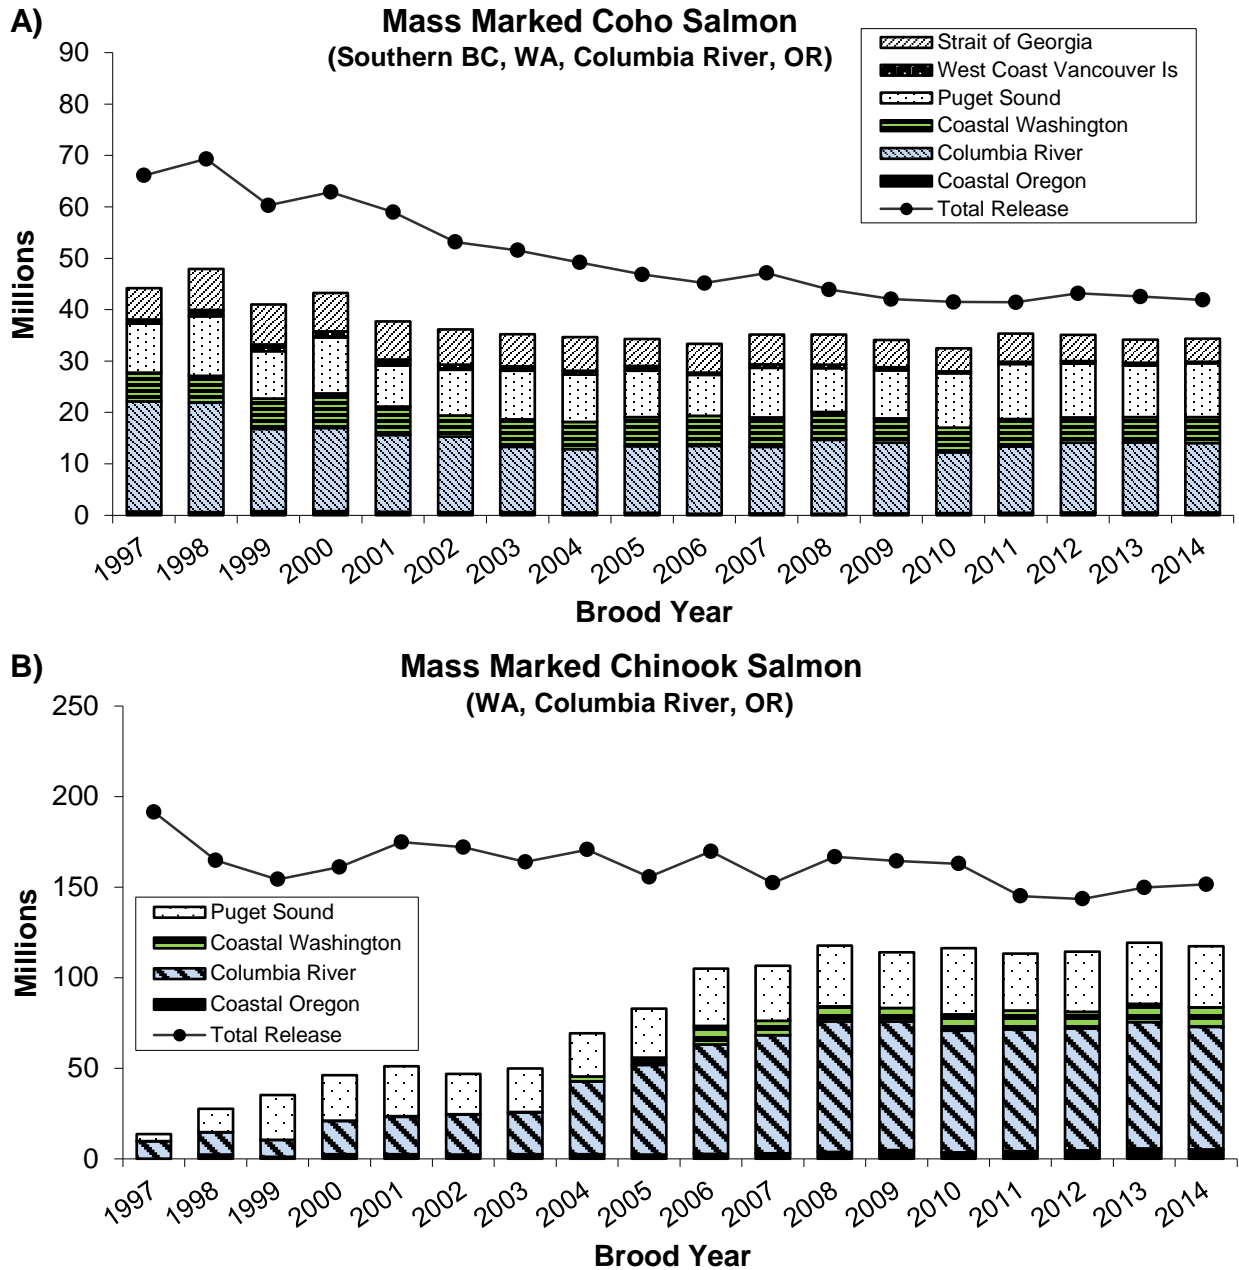 A)
Mass Marked Coho Salmon
(Southern BC, WA, Columbia River, OR)
90
80
70
60
50
40
30
20
10
0
Millions
Strait of Georgia
West Coast Vancouver Is
Puget Sound
Coastal Washington
Columbia River
Coastal Oregon
Total Release
1997 1998 1999 2000 2001 2002 2003 2004 2005 2006 2007 2008 2009 2010 2011 2012 2013 2014
Brood Year
B)
Mass Marked Chinook Salmon
(WA, Columbia River, OR)
250
200
150
100
50
0
Millions
Puget Sound
Coastal Washington
Columbia River
Coastal Oregon
Total Release
1997 1998 1999 2000 2001 2002 2003 2004 2005 2006 2007 2008 2009 2010 2011 2012 2013 2014
Brood Year